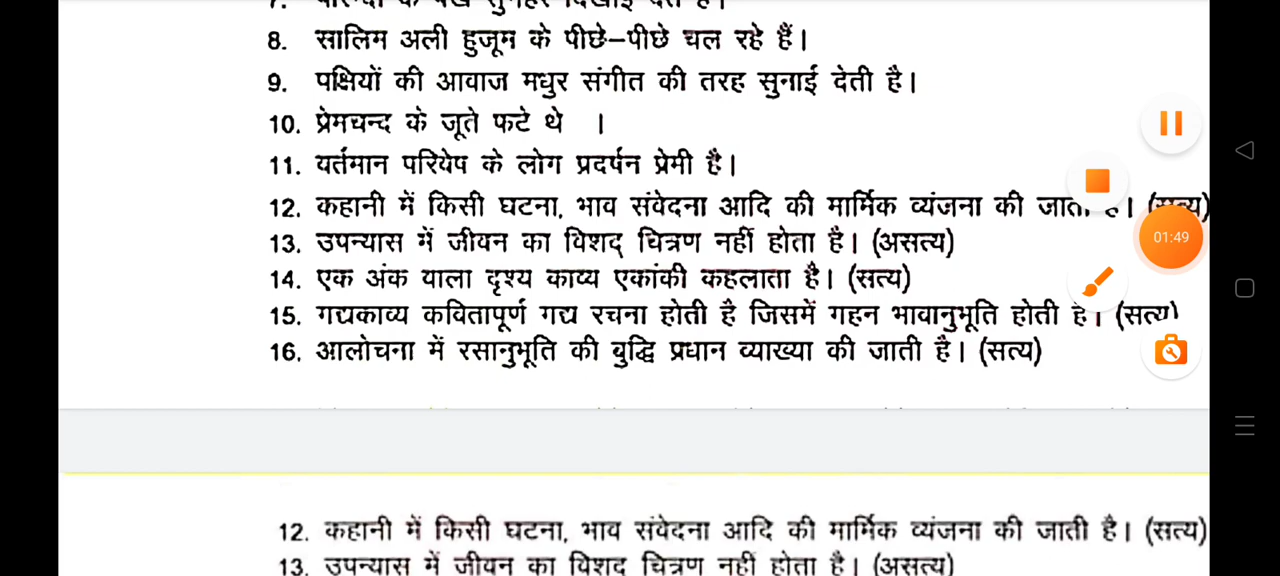 8. सालिम अली हुजूम के पीछे-पीछे चल रहे हैं।
9. पक्षियों की आवाज मधुर संगीत की तरह सुनाई देती है।
10. प्रेमचन्द के जूते फटे थे ।
11. यर्तमान परियेष के लोग प्रदर्षन प्रेमी है।
12. कहानी में किसी घटना, भाव संवेदना आदि की मार्मिक व्यंजना की जाती है। (सत्य)
13. उपन्यास में जीवन का विशद् चित्रण नहीं होता है। (असत्य)
01:49
14. एक अंक वाला दृश्य काव्य एकांकी कहलाता है। (सत्य)
15. गद्यकाव्य कवितापूर्ण गद्य रचना होती है जिसमें गहन भावानुभूति होती है। (सत्य)
16. आलोचना में रसानुभूति की बुद्धि प्रधान व्याख्या की जाती है। (सत्य)
12. कहानी में किसी घटना, भाव संवेदना आदि की मार्मिक व्यंजना की जाती है। (सत्य)
13. उपन्यास में जीवन का विशद् चित्रण नहीं होता है। (असत्य)